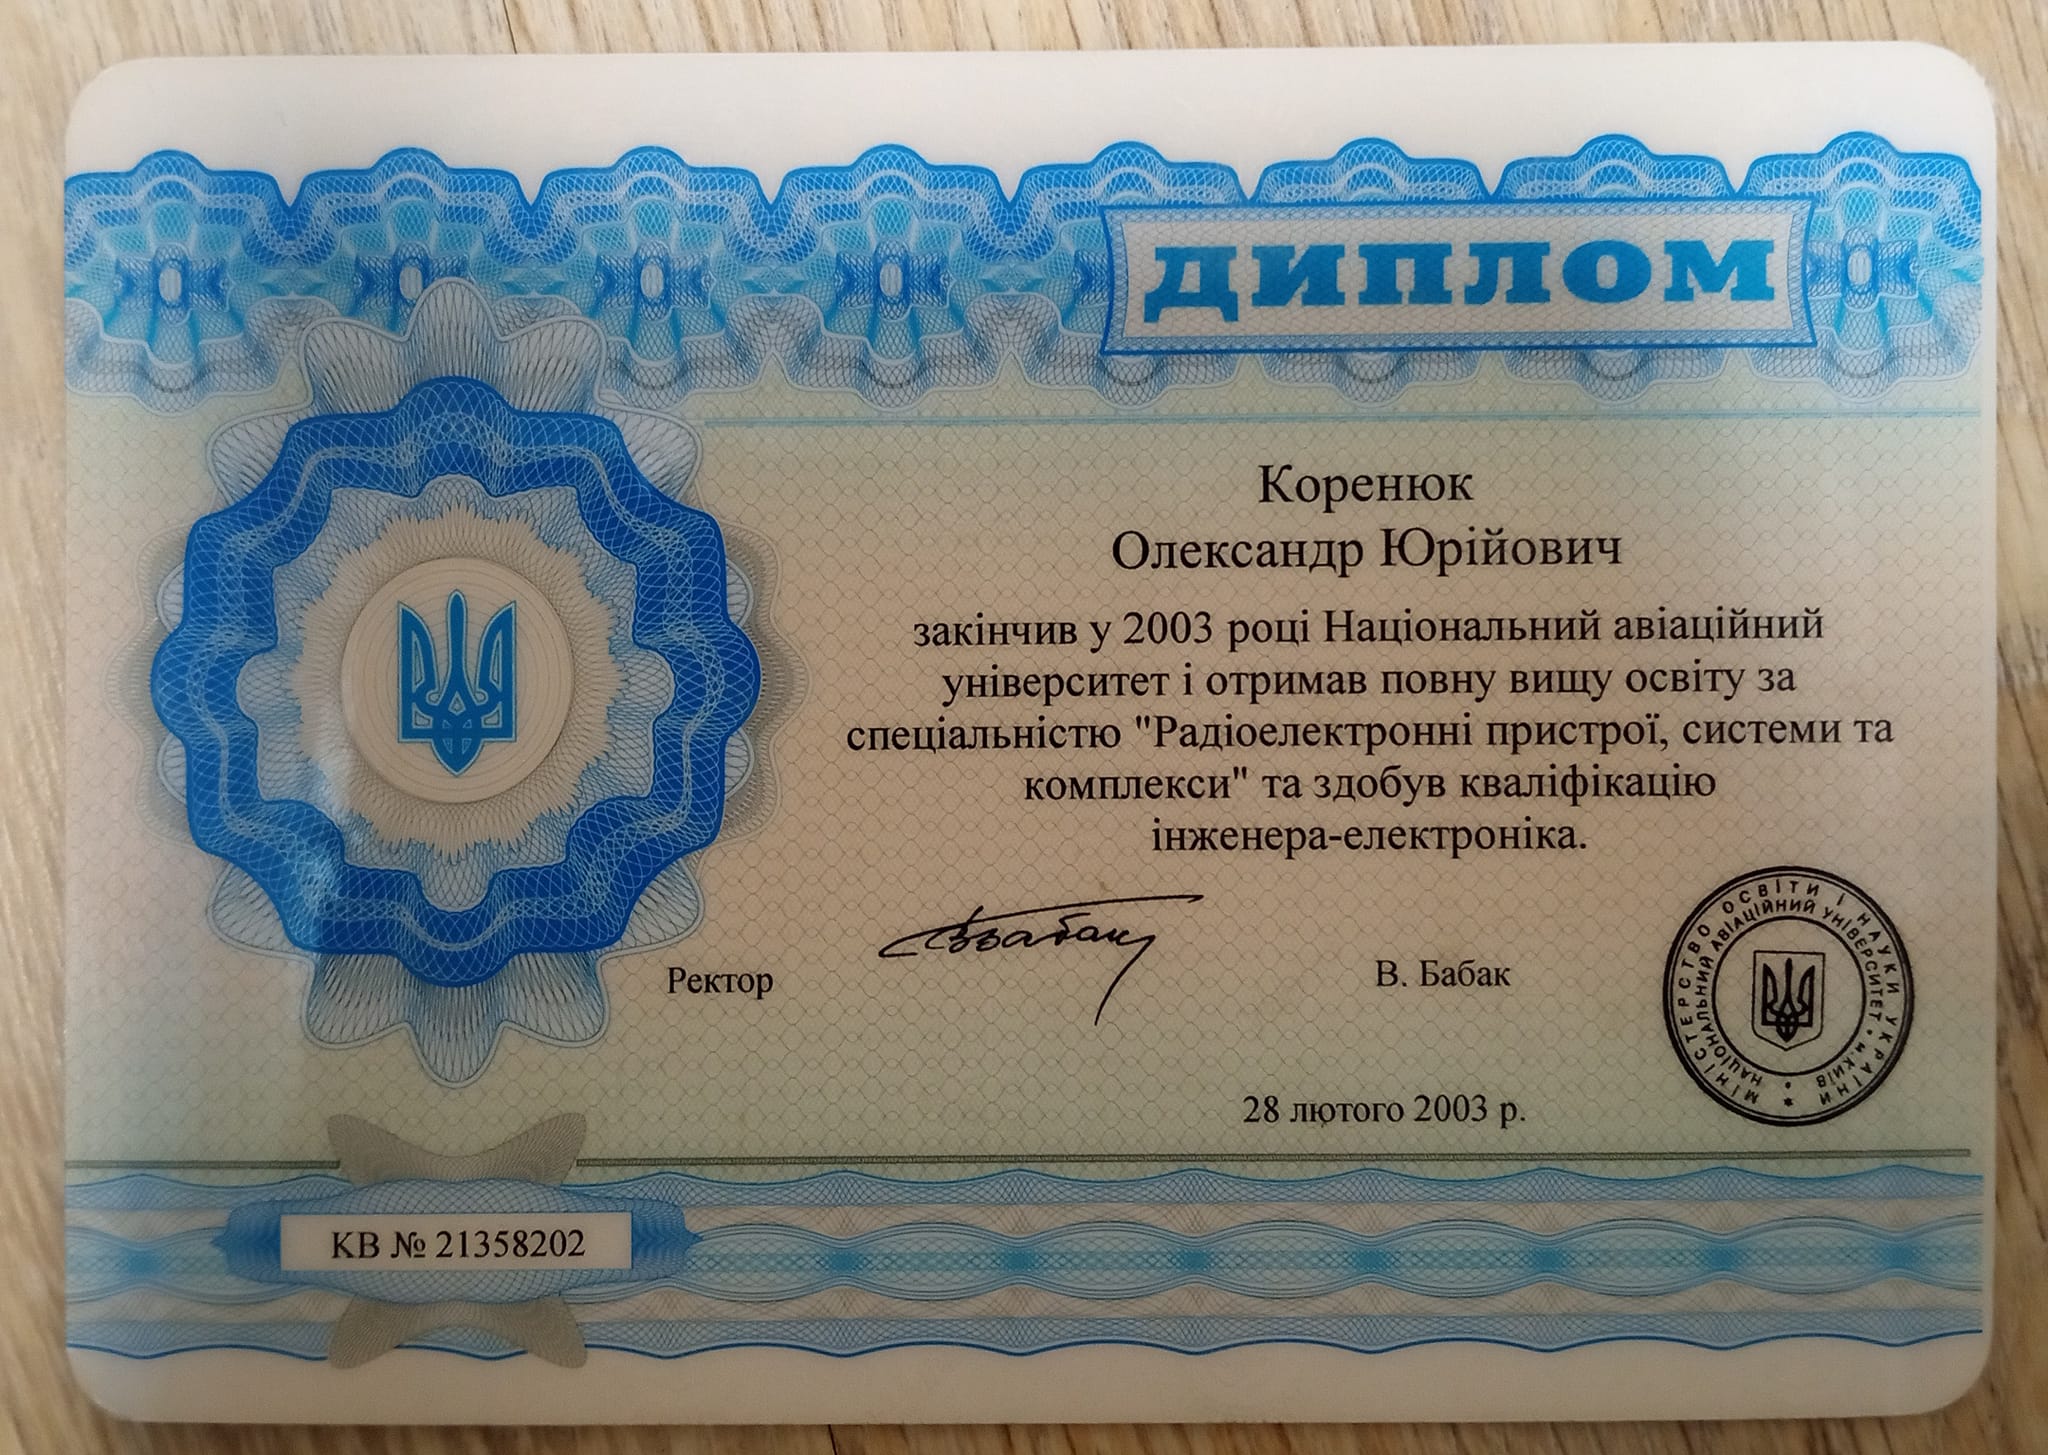 ДИПЛОМ
Коренюк
Олександр Юрійович
закінчив у 2003 році Національний авіаційний
університет і отримав повну вищу освіту за
спеціальністю "Радіоелектронні пристрої, системи та
комплекси" та здобув кваліфікацію
інженера-електроніка.
Ректор
В. Бабак
МІНІСТЕРСТВО ОСВІТИ І НАУКИ УКРАЇНИ
НАЦІОНАЛЬНИЙ АВІАЦІЙНИЙ УНІВЕРСИТЕТ • м.КИЇВ
28 лютого 2003 р.
КВ № 21358202